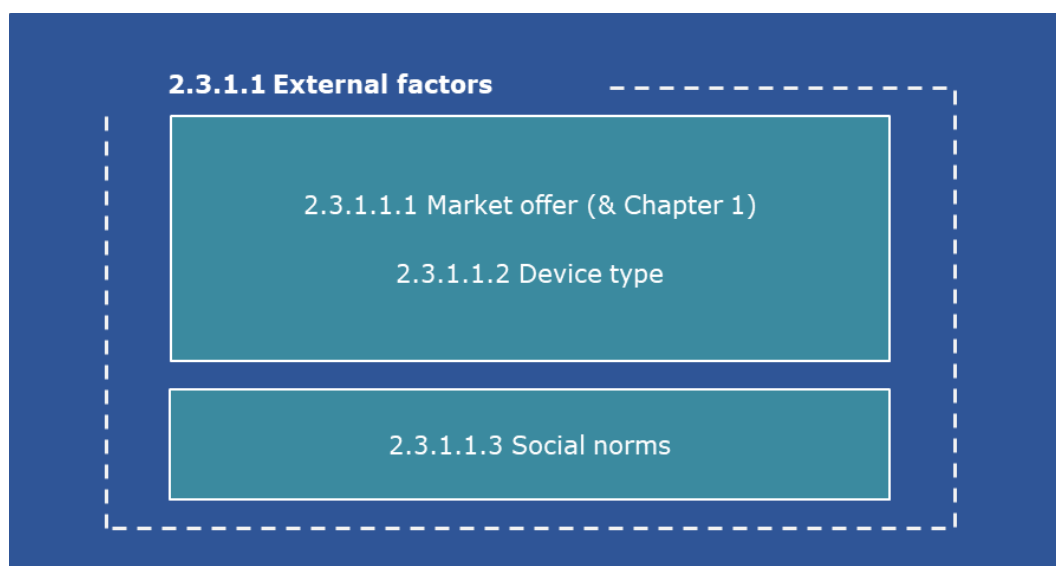 2.3.1.1 External factors
2.3.1.1.1 Market offer (& Chapter 1)
2.3.1.1.2 Device type
2.3.1.1.3 Social norms